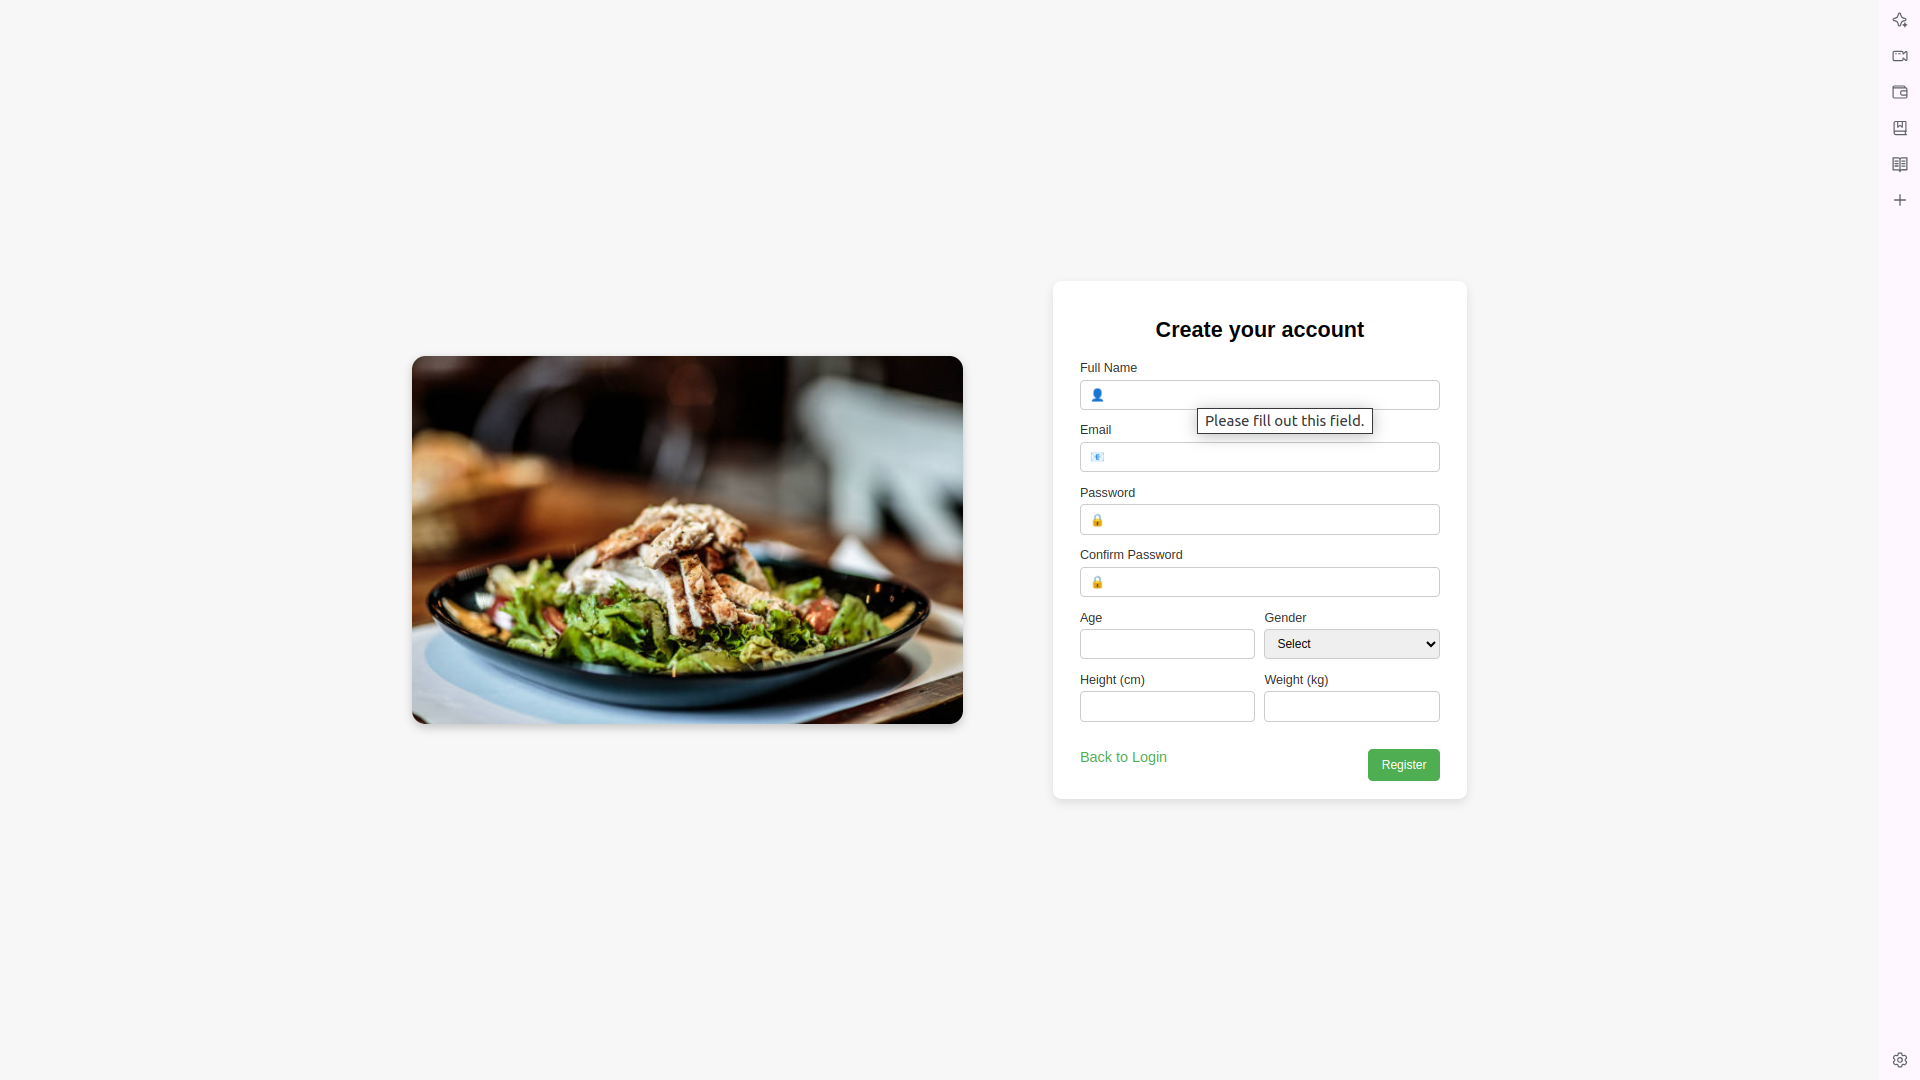 Create your account
Full Name
Please fill out this field.
Email
Password
Confirm Password
Age
Gender
Select
Height (cm)
Weight (kg)
Back to Login
Register